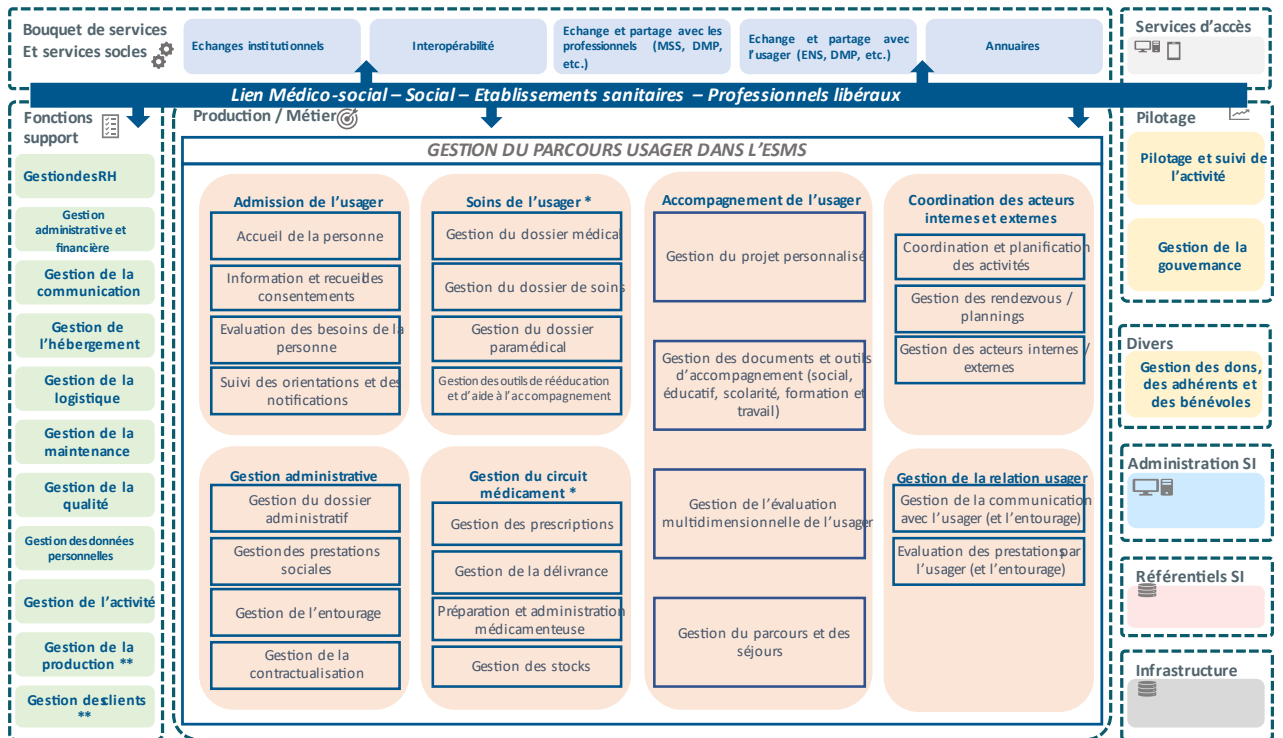 Bouquet de services
Et services socles
Echanges institutionnels
Interopérabilité
Echange et partage avec les
professionnels (MSS, DMP,
etc.)
Echange et partage avec
l'usager (ENS, DMP, etc.)
Annuaires
Services d'accès
Lien Médico-social – Social – Etablissements sanitaires – Professionnels libéraux
Fonctions
support
GestiondesRH
Gestion
administrative et
financière
Gestion de la
communication
Gestion de
l'hébergement
Gestion de la
logistique
Gestion de la
maintenance
Gestion de la
qualité
Gestion des données
personnelles
Gestion de l'activité
Gestion de la
production **
Gestion desclients
**
Production / Métier
GESTION DU PARCOURS USAGER DANS L'ESMS
Admission de l'usager
Accueil de la personne
Information et recueildes
consentements
Evaluation des besoins de la
personne
Suivi des orientations et des
notifications
Soins de l'usager *
Gestion du dossier médical
Gestion du dossier de soins
Gestion du dossier
paramédical
Gestion des outils de rééducation
et d'aide à l'accompagnement
Accompagnement de l'usager
Gestion du projet personnalisé
Gestion des documents et outils
d'accompagnement (social,
éducatif, scolarité, formation et
travail)
Gestion de l'évaluation
multidimensionnelle de l'usager
Gestion du parcours et des
séjours
Coordination des acteurs
internes et externes
Coordination et planification
des activités
Gestion des rendezvous /
plannings
Gestion des acteurs internes /
externes
Gestion administrative
Gestion du dossier
administratif
Gestion des prestations
sociales
Gestion de l'entourage
Gestion de la
contractualisation
Gestion du circuit
médicament *
Gestion des prescriptions
Gestion de la délivrance
Préparation et administration
médicamenteuse
Gestion des stocks
Gestion de la relation usager
Gestion de la communication
avec l'usager (et l'entourage)
Evaluation des prestations par
l'usager (et l'entourage)
Pilotage
Pilotage et suivi de
l'activité
Gestion de la
gouvernance
Divers
Gestion des dons,
des adhérents et
des bénévoles
Administration SI
Référentiels SI
Infrastructure